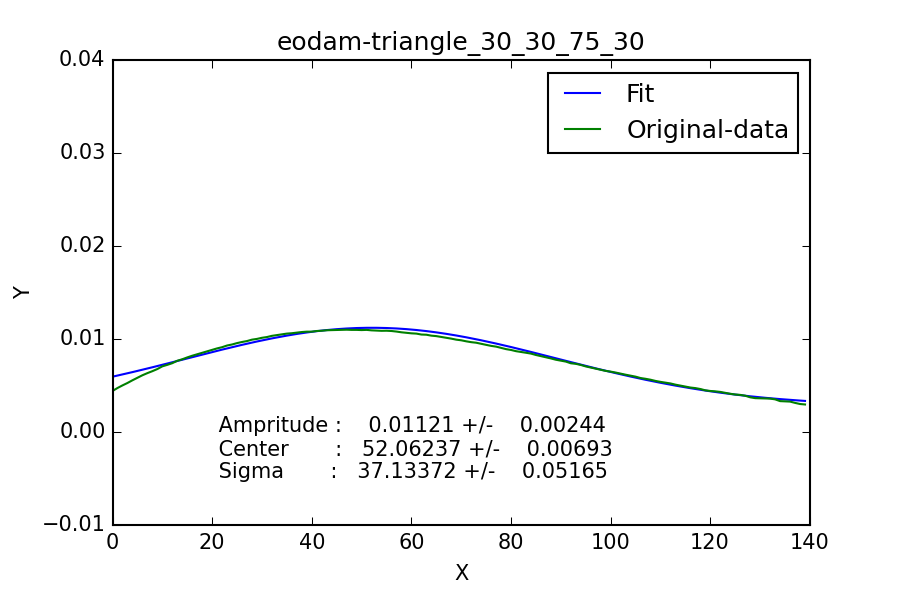 eodam-triangle_30_30_75_30
0.04
Fit
Original-data
0.03
0.02
Y
0.01
0.00
Ampritude : 0.01121 +/- 0.00244
Center : 52.06237 +/- 0.00693
Sigma : 37.13372 +/- 0.05165
−0.01
0 20 40 60 80 100 120 140
X